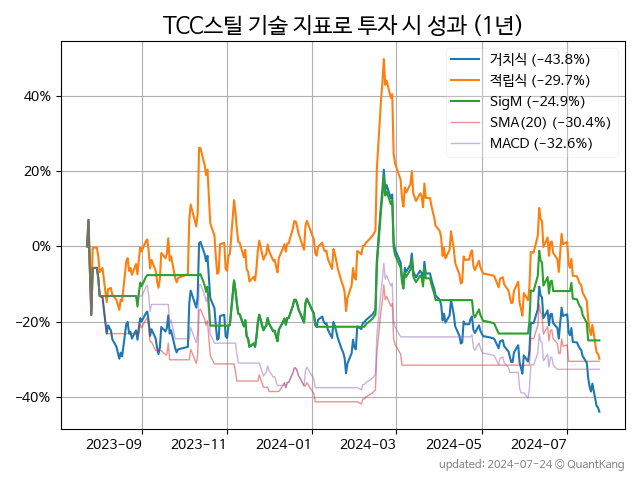 TCC스틸 기술 지표로 투자 시 성과 (1년)
거치식 (−43.8%)
적립식 (−29.7%)
SigM (−24.9%)
SMA(20) (−30.4%)
MACD (−32.6%)
40%
20%
0%
−20%
−40%
2023−09 2023−11 2024−01 2024−03 2024−05 2024−07
updated: 2024−07−24 © QuantKang